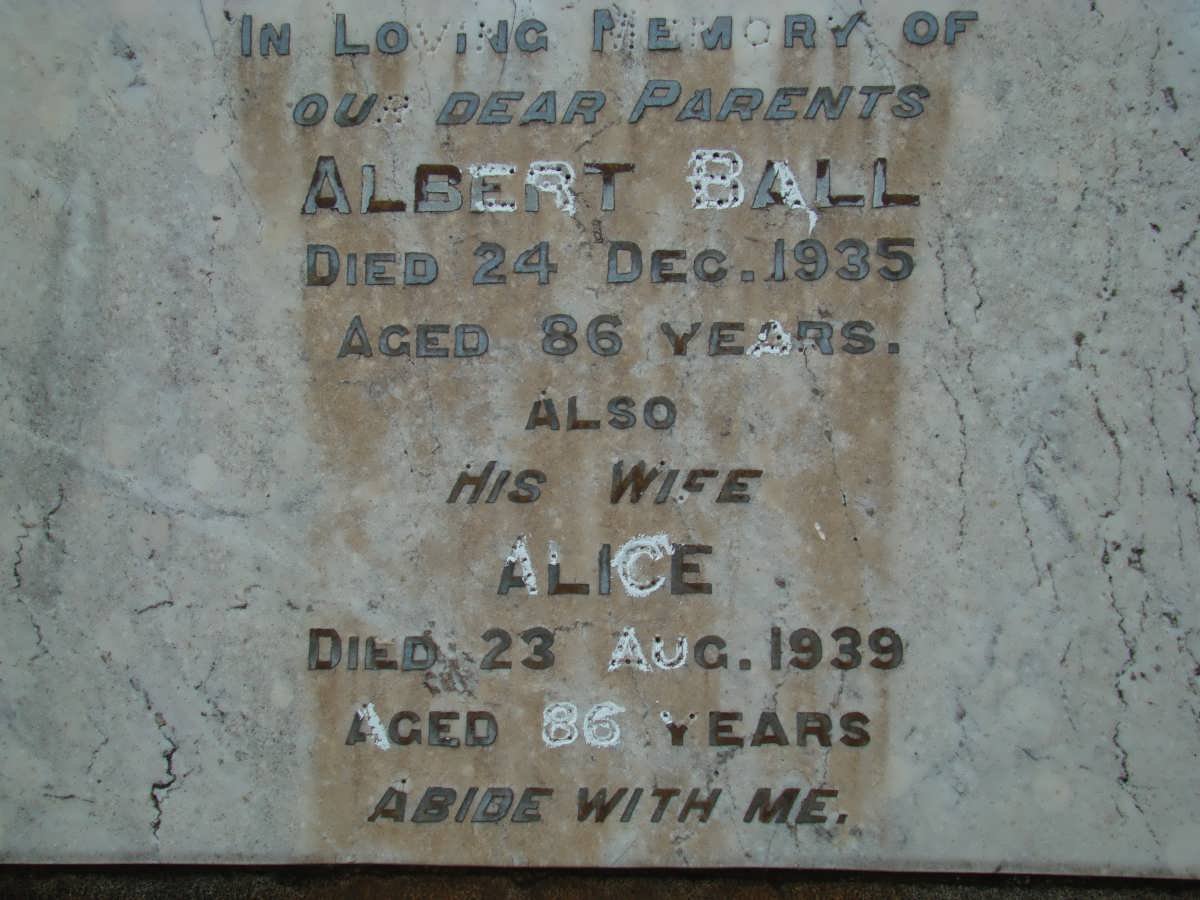 IN LOVING MEMORY OF
OUR DEAR PARENTS
ALBERT BALL
DIED 24 DEC. 1935
AGED 86 YEARS.
ALSO
HIS WIFE
ALICE
DIED 23 AUG. 1939
AGED 86 YEARS
ABIDE WITH ME.